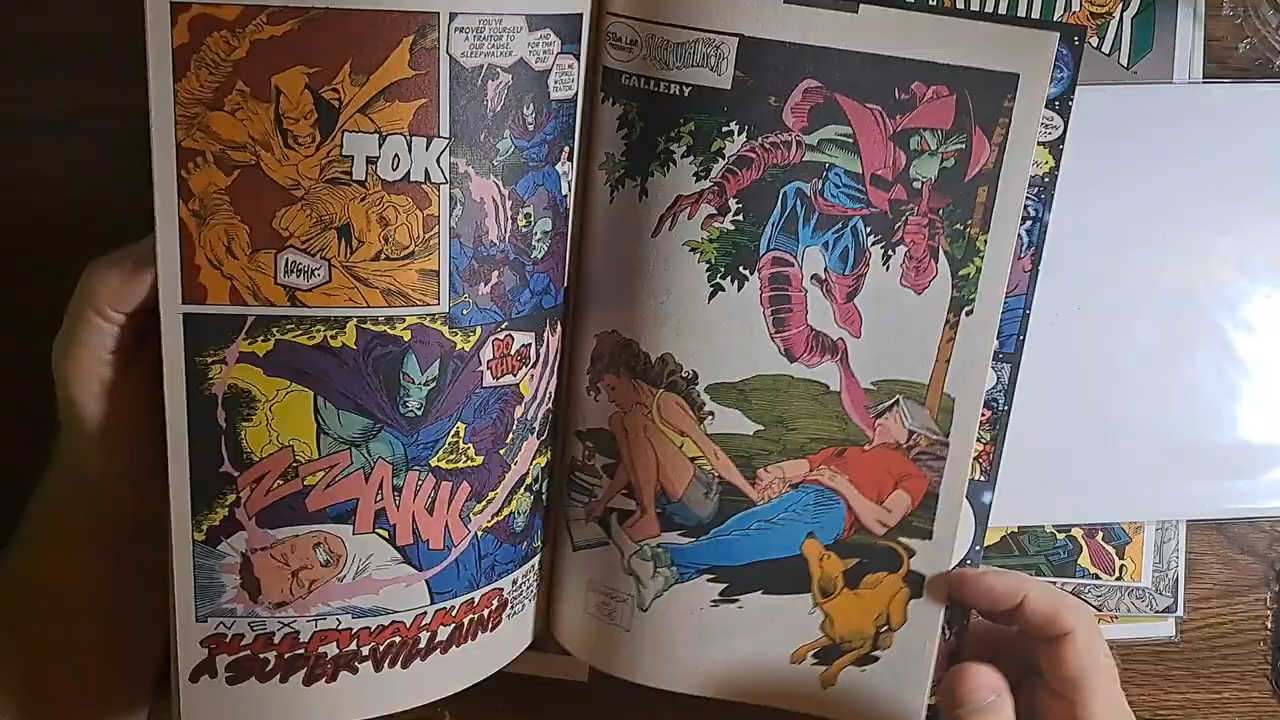 YOU'VE
PROVED YOURSELF
A TRAITOR TO
OUR CAUSE,
SLEEPWALKER...
...AND
FOR THAT
YOU WILL
DIE!
TELL ME,
WOULD A
TRAITOR...
TOK
ARGHK!
DO
THIS?!
ZZAKK
NEXT:
SLEEPWALKER,
A SUPER-VILLAIN?
Stan Lee
PRESENTS
SLEEPWALKER
GALLERY